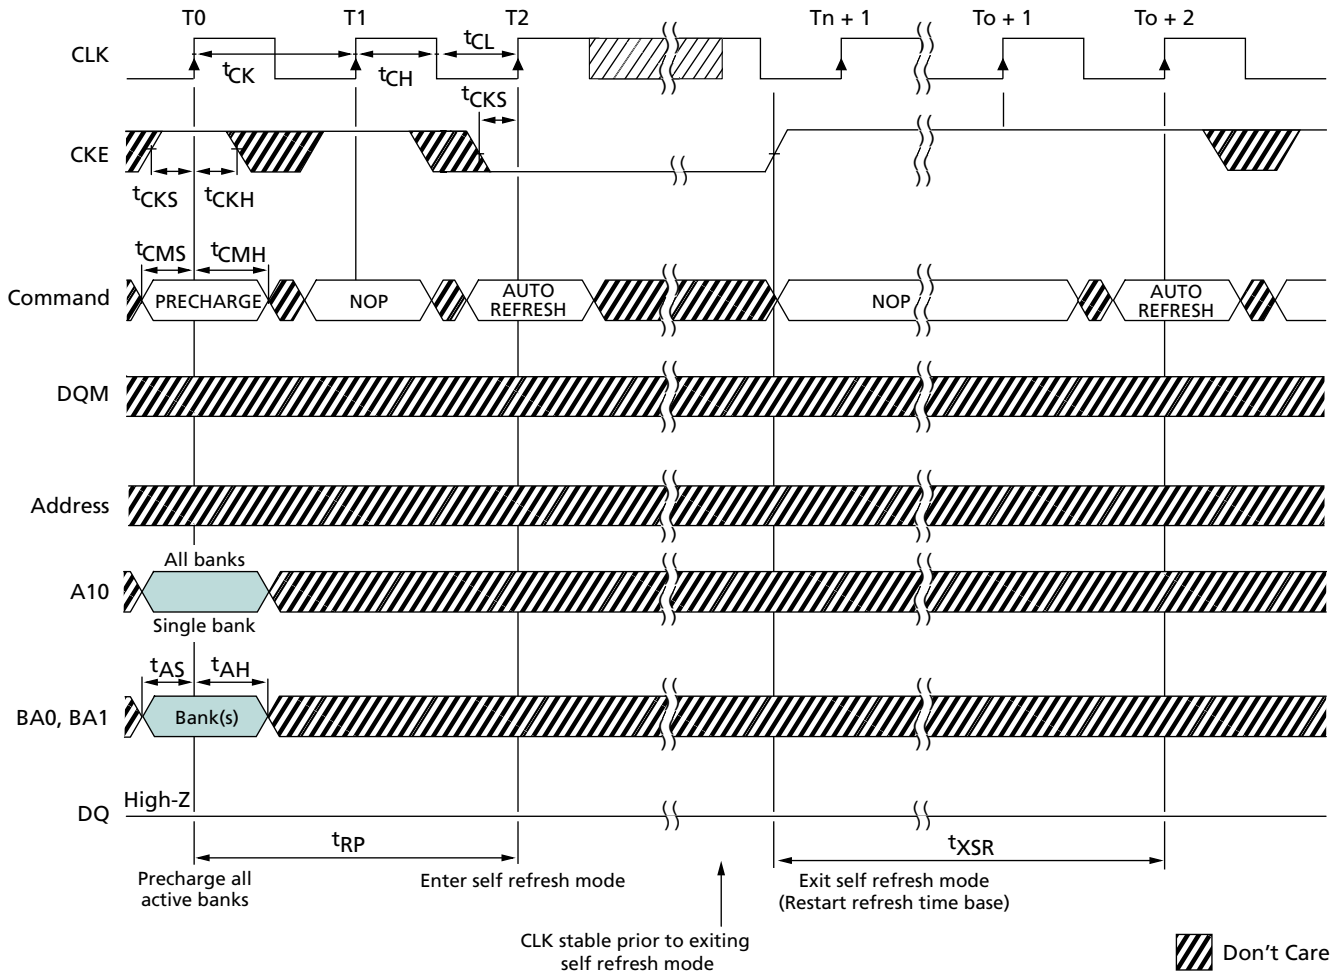 T0 T1 T2 Tn + 1 To + 1 To + 2
CLK
tCK tCH tCL
tCKS
CKE
tCKS tCKH
tCMS tCMH
Command PRECHARGE NOP AUTO REFRESH NOP AUTO REFRESH
DQM
Address
All banks
A10
Single bank
tAS tAH
BA0, BA1 Bank(s)
High-Z
DQ
tRP tXSR
Precharge all
active banks
Enter self refresh mode
Exit self refresh mode
(Restart refresh time base)
CLK stable prior to exiting
self refresh mode
Don't Care